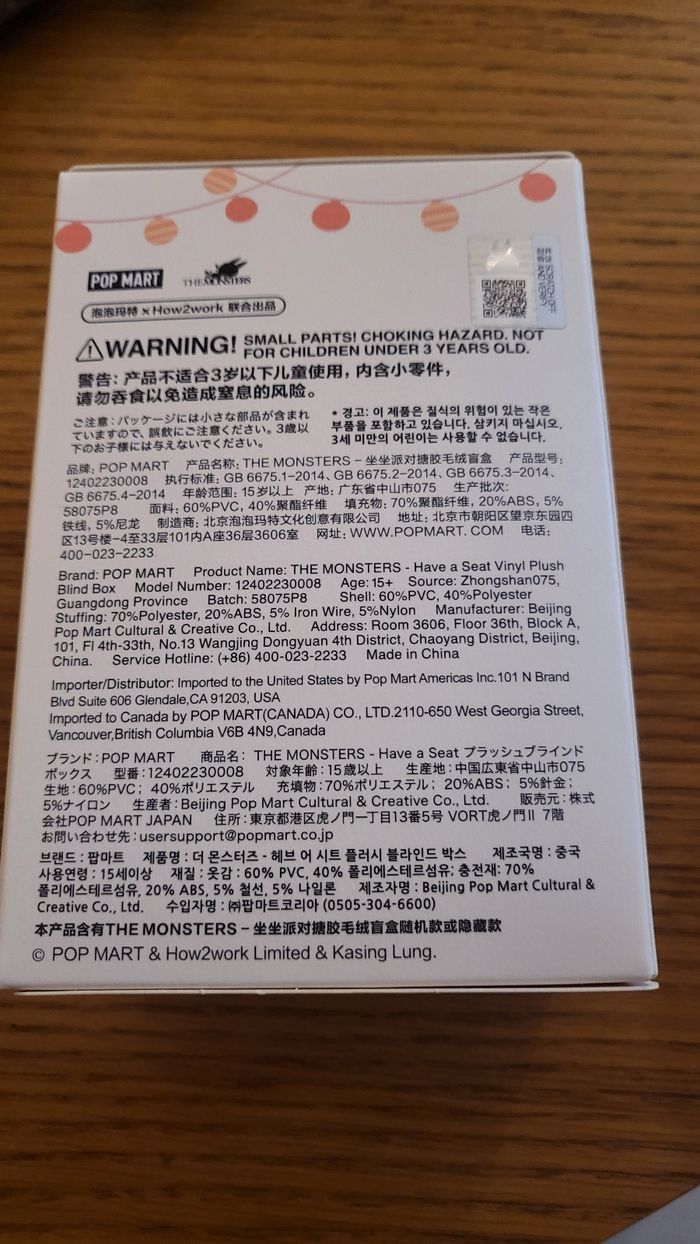 POP MART
THE MONSTERS
泡泡玛特 × How2work 联合出品
SCRATCH OFF
AND VERIFY
WARNING! SMALL PARTS! CHOKING HAZARD. NOT
FOR CHILDREN UNDER 3 YEARS OLD.
警告: 产品不适合3岁以下儿童使用，内含小零件，
请勿吞食以免造成窒息的风险。
ご注意：パッケージには小さな部品が含まれ
ていますので、誤飲にご注意ください。3歳以
下のお子様には与えないでください。
* 경고: 이 제품은 질식의 위험이 있는 작은
부품을 포함하고 있습니다. 삼키지 마십시오.
3세 미만의 어린이는 사용할 수 없습니다.
品牌: POP MART 产品名称: THE MONSTERS – 坐坐派对搪胶毛绒盲盒 产品型号:
12402230008 执行标准: GB 6675.1-2014、GB 6675.2-2014、GB 6675.3-2014、
GB 6675.4-2014 年龄范围: 15岁以上 产地: 广东省中山市075 生产批次:
58075P8 面料: 60%PVC, 40%聚酯纤维 填充物: 70%聚酯纤维, 20%ABS, 5%
铁线, 5%尼龙 制造商: 北京泡泡玛特文化创意有限公司 地址: 北京市朝阳区望京东园四
区13号楼-4至33层101内A座36层3606室 网址: WWW.POPMART. COM 电话:
400-023-2233
Brand: POP MART Product Name: THE MONSTERS - Have a Seat Vinyl Plush
Blind Box Model Number: 12402230008 Age: 15+ Source: Zhongshan075,
Guangdong Province Batch: 58075P8 Shell: 60%PVC, 40%Polyester
Stuffing: 70%Polyester, 20%ABS, 5% Iron Wire, 5%Nylon Manufacturer: Beijing
Pop Mart Cultural & Creative Co., Ltd. Address: Room 3606, Floor 36th, Block A,
101, Fl 4th-33th, No.13 Wangjing Dongyuan 4th District, Chaoyang District, Beijing,
China. Service Hotline: (+86) 400-023-2233 Made in China
Importer/Distributor: Imported to the United States by Pop Mart Americas Inc.101 N Brand
Blvd Suite 606 Glendale,CA 91203, USA
Imported to Canada by POP MART(CANADA) CO., LTD.2110-650 West Georgia Street,
Vancouver,British Columbia V6B 4N9,Canada
ブランド：POP MART 商品名： THE MONSTERS - Have a Seat プラッシュブラインド
ボックス 型番：12402230008 対象年齢：15歳以上 生産地：中国広東省中山市075
生地：60%PVC；40%ポリエステル 充填物：70%ポリエステル；20%ABS；5%針金；
5%ナイロン 生産者：Beijing Pop Mart Cultural & Creative Co., Ltd. 販売元：株式
会社POP MART JAPAN 住所：東京都港区虎ノ門一丁目13番5号 VORT虎ノ門Ⅱ 7階
お問い合わせ先：usersupport@popmart.co.jp
브랜드 : 팝마트 제품명 : 더 몬스터즈 - 헤브 어 시트 플러시 블라인드 박스 제조국명 : 중국
사용연령 : 15세이상 재질 : 옷감 : 60% PVC, 40% 폴리에스테르섬유; 충전재: 70%
폴리에스테르섬유, 20% ABS, 5% 철선, 5% 나일론 제조자명 : Beijing Pop Mart Cultural &
Creative Co., Ltd. 수입자명 : ㈜팝마트코리아 (0505-304-6600)
本产品含有THE MONSTERS – 坐坐派对搪胶毛绒盲盒随机款或隐藏款
© POP MART & How2work Limited & Kasing Lung.